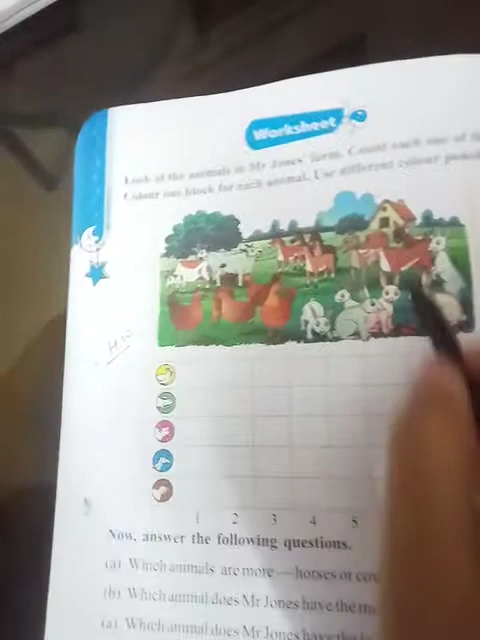 Worksheet
Look at the animals in Mr Jones' farm. Count each one of
Colour one block for each animal. Use different colour
H.W
1 2 3 4 5
Now, answer the following questions.
(a) Which animals are more — horses or
(b) Which animal does Mr Jones have the
(a) Which animal does Mr Jones have the